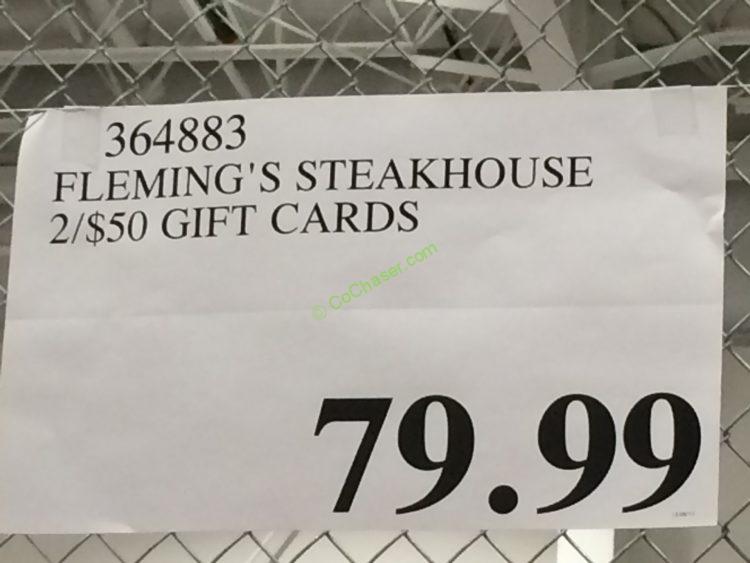 364883
FLEMING'S STEAKHOUSE
2/$50 GIFT CARDS
© CoChaser.com
79.99